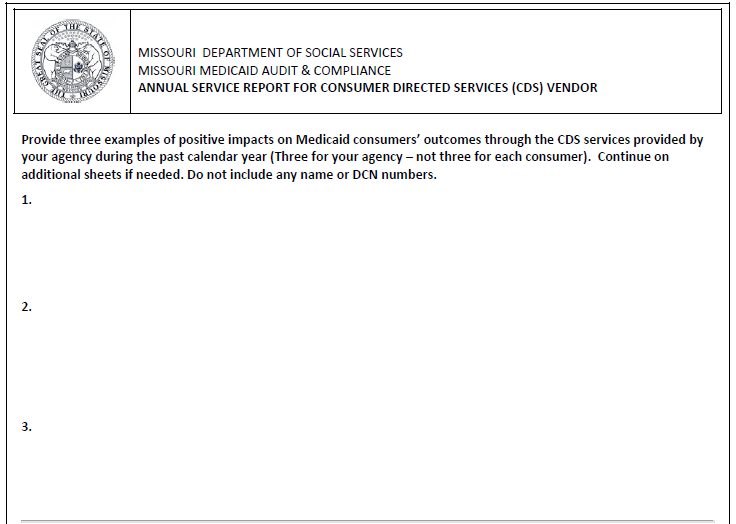 THE GREAT SEAL OF THE STATE OF MISSOURI
MISSOURI DEPARTMENT OF SOCIAL SERVICES
MISSOURI MEDICAID AUDIT & COMPLIANCE
ANNUAL SERVICE REPORT FOR CONSUMER DIRECTED SERVICES (CDS) VENDOR
Provide three examples of positive impacts on Medicaid consumers’ outcomes through the CDS services provided by
your agency during the past calendar year (Three for your agency – not three for each consumer). Continue on
additional sheets if needed. Do not include any name or DCN numbers.
1.
2.
3.